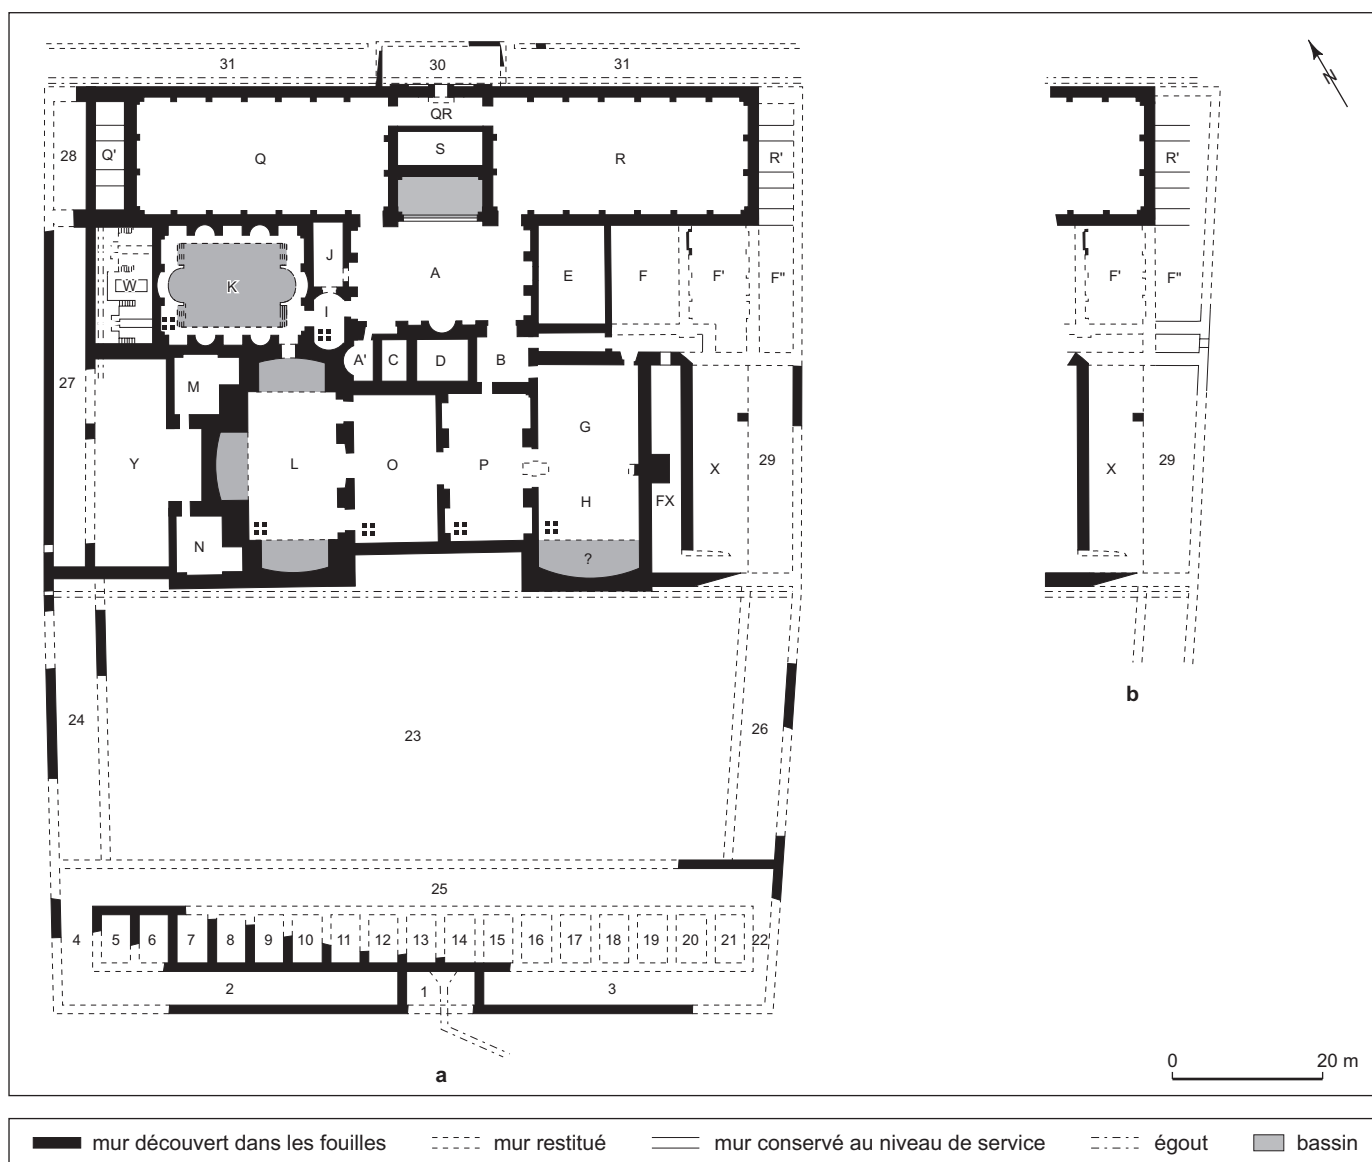 31 30 31
N
QR
S
28 Q' Q R R' R'
J
A E F F' F" F' F"
W K
I
A' C D B
27 M
G
Y L O P X 29 X 29
H FX
N ?
b
24 23 26
25
4 5 6 7 8 9 10 11 12 13 14 15 16 17 18 19 20 21 22
2 1 3
0 20 m
a
mur découvert dans les fouilles mur restitué mur conservé au niveau de service égout bassin